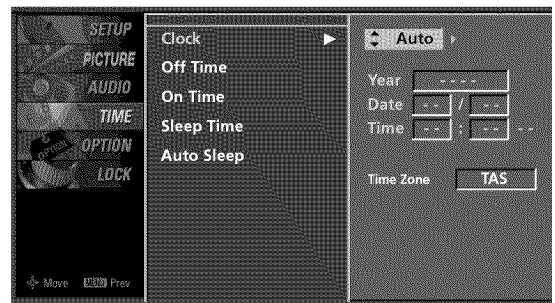 SETUP
PICTURE
AUDIO
TIME
OPTION
OPTION
LOCK
Move MENU Prev
Clock
Off Time
On Time
Sleep Time
Auto Sleep
Auto
Year - - - -
Date - - / - -
Time - - : - - - -
Time Zone TAS